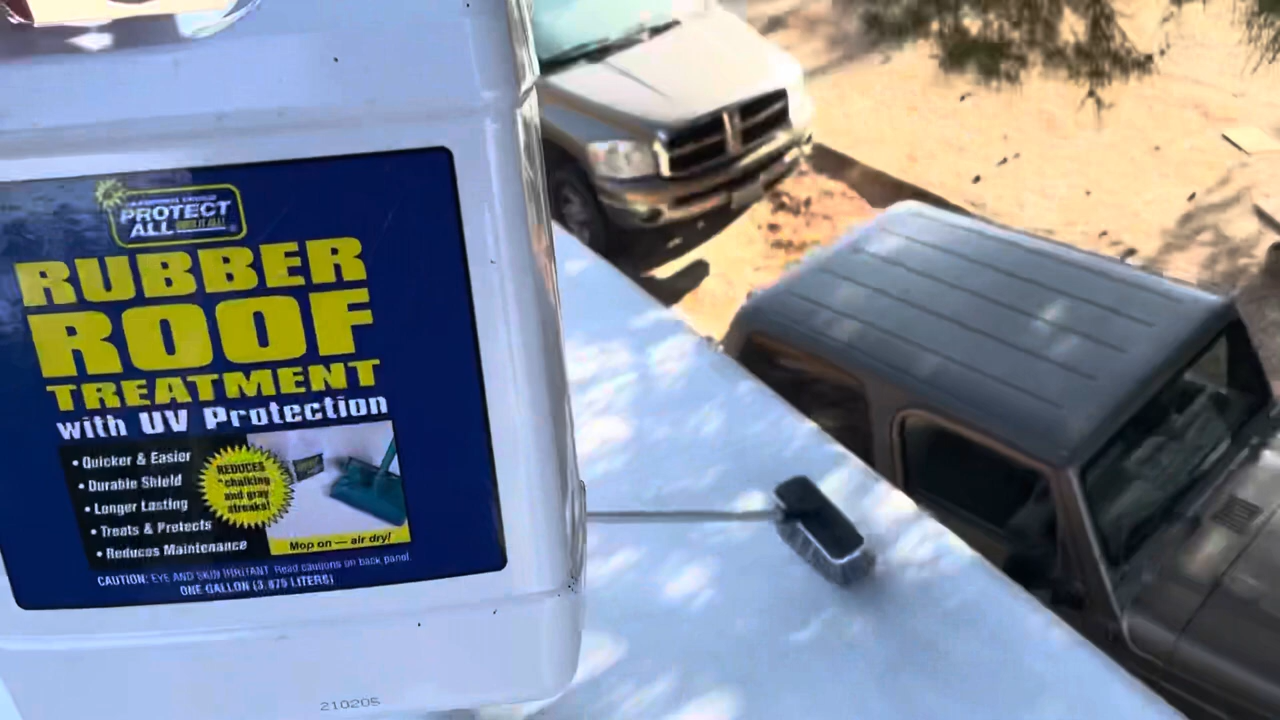 PROTECT
ALL
RUBBER
ROOF
TREATMENT
with UV Protection
• Quicker & Easier
• Durable Shield
• Longer Lasting
• Treats & Protects
• Reduces Maintenance
REDUCES
"chalking
and gray
streaks!
Mop on — air dry!
CAUTION: EYE AND SKIN IRRITANT Read cautions on back panel.
ONE GALLON (3.875 LITERS)
210205